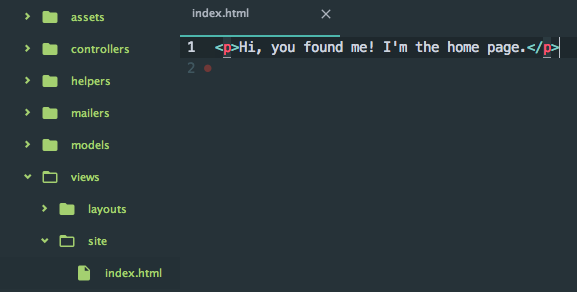 assets
controllers
helpers
mailers
models
views
layouts
site
index.html
index.html
1 <p>Hi, you found me! I'm the home page.</p>
2